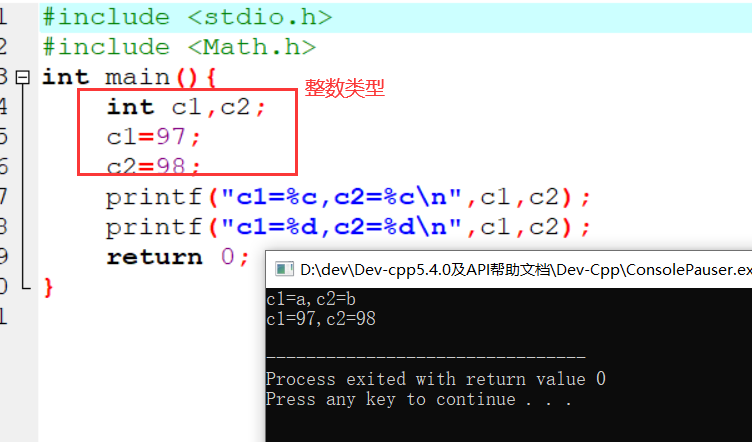 1 #include <stdio.h>
2 #include <Math.h>
3 int main(){
整数类型
4 int c1,c2;
5 c1=97;
6 c2=98;
7 printf("c1=%c,c2=%c\n",c1,c2);
8 printf("c1=%d,c2=%d\n",c1,c2);
9 return 0;
0 }
1
D:\dev\Dev-cpp5.4.0及API帮助文档\Dev-Cpp\ConsolePauser.ex
c1=a,c2=b
c1=97,c2=98
--------------------------------
Process exited with return value 0
Press any key to continue . . .